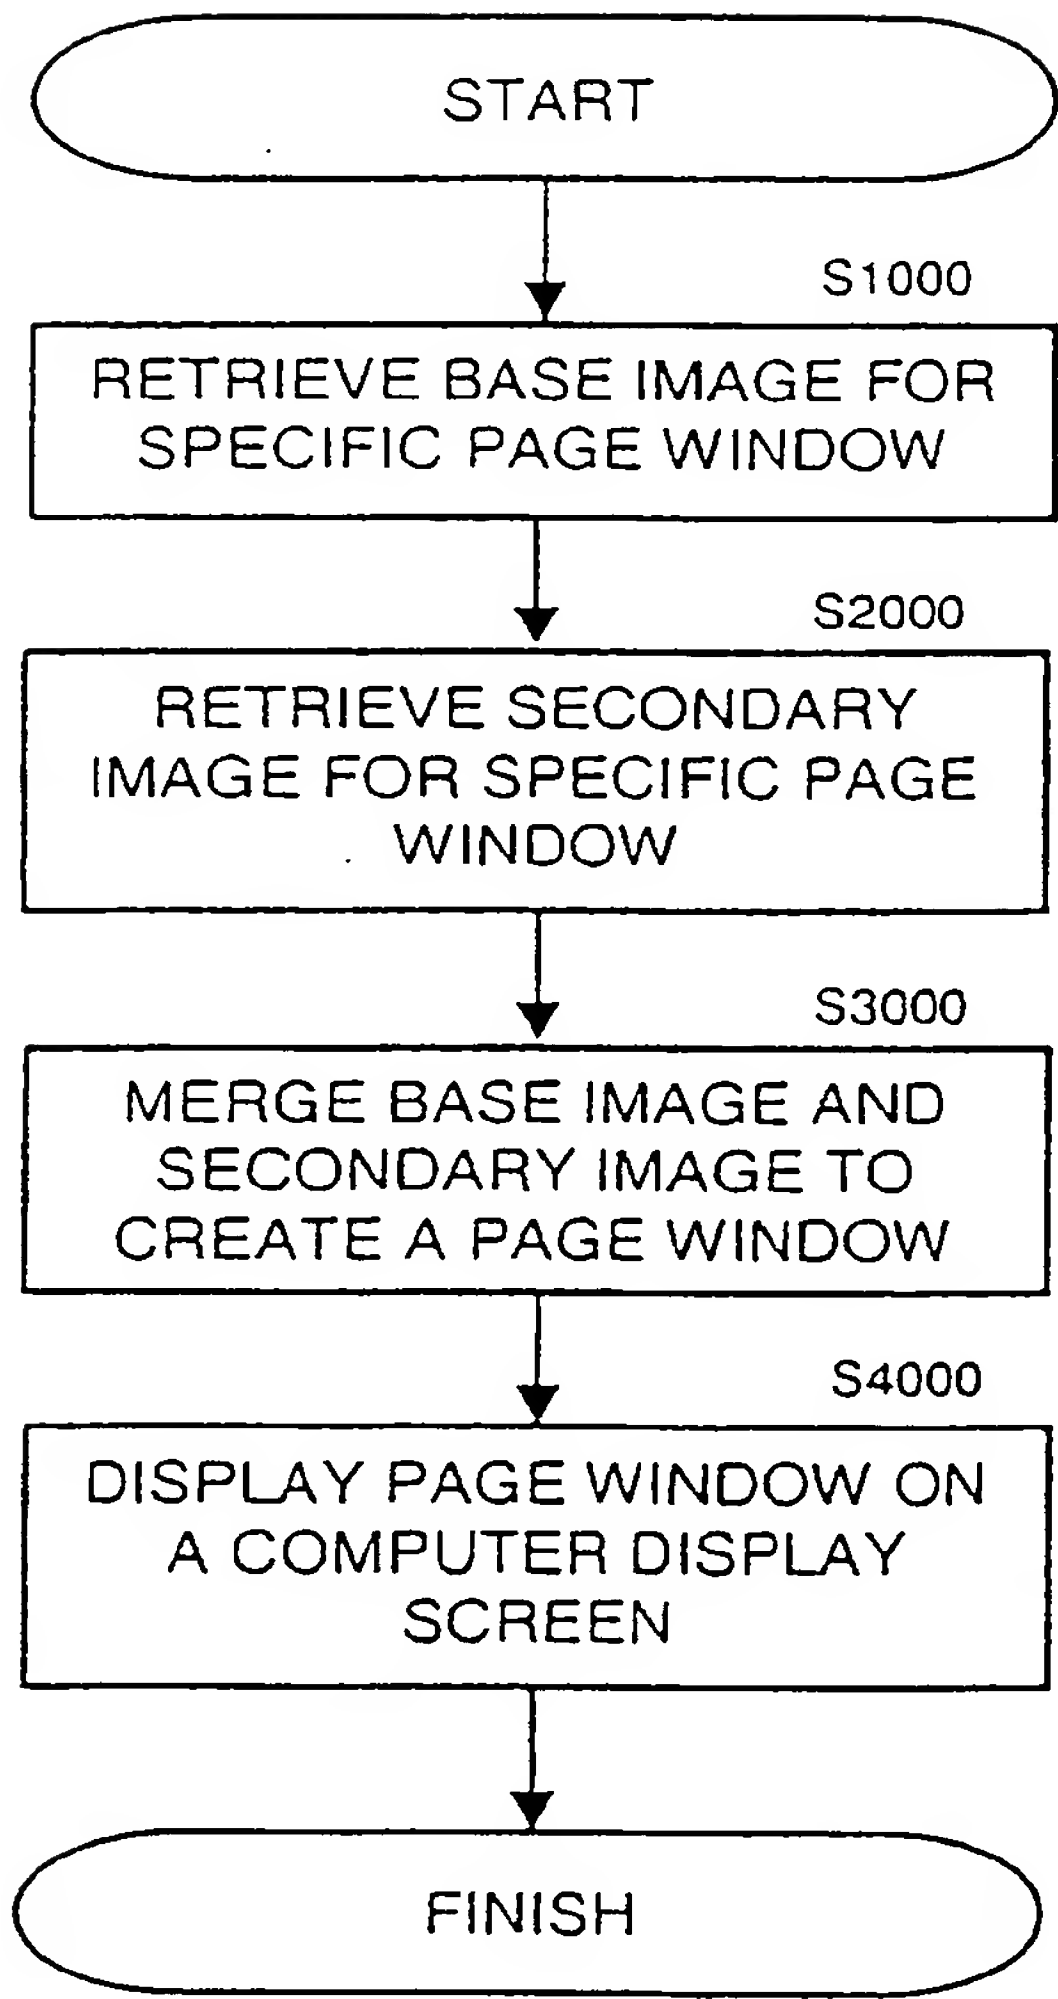 START
S1000
RETRIEVE BASE IMAGE FOR
SPECIFIC PAGE WINDOW
S2000
RETRIEVE SECONDARY
IMAGE FOR SPECIFIC PAGE
WINDOW
S3000
MERGE BASE IMAGE AND
SECONDARY IMAGE TO
CREATE A PAGE WINDOW
S4000
DISPLAY PAGE WINDOW ON
A COMPUTER DISPLAY
SCREEN
FINISH